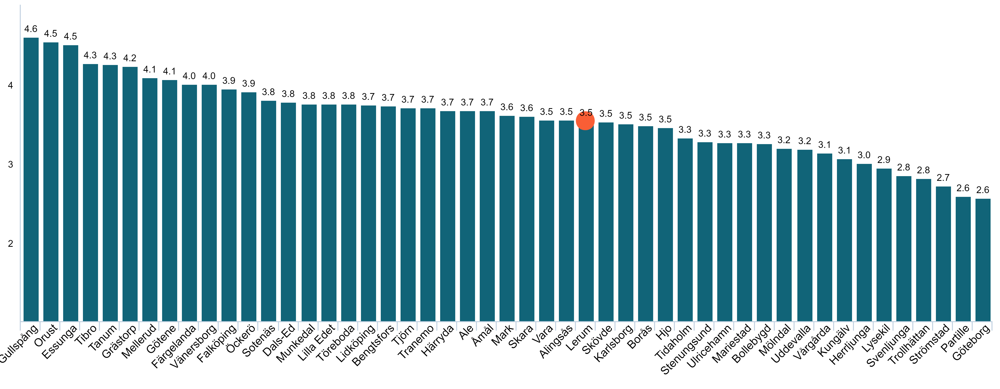 4.6 4.5 4.5 4.3 4.3 4.2 4.1 4.1 4.0 4.0 3.9 3.9 3.8 3.8 3.8 3.8 3.8 3.7 3.7 3.7 3.7 3.7 3.7 3.7 3.6 3.6 3.5 3.5 3.5 3.5 3.5 3.5 3.5 3.3 3.3 3.3 3.3 3.3 3.2 3.2 3.1 3.1 3.0 2.9 2.8 2.8 2.7 2.6 2.6
4
3
2
Gullspång Orust Essunga Tibro Tanum Grästorp Mellerud Götene Färgelanda Vänersborg Falköping Öckerö Sotenäs Dals-Ed Munkedal Lilla Edet Töreboda Lidköping Bengtsfors Tjörn Tranemo Härryda Ale Åmål Mark Skara Vara Alingsås Lerum Skövde Karlsborg Borås Hjo Tidaholm Stenungsund Ulricehamn Mariestad Bollebygd Mölndal Uddevalla Vårgårda Kungälv Herrljunga Lysekil Svenljunga Trollhättan Strömstad Partille Göteborg